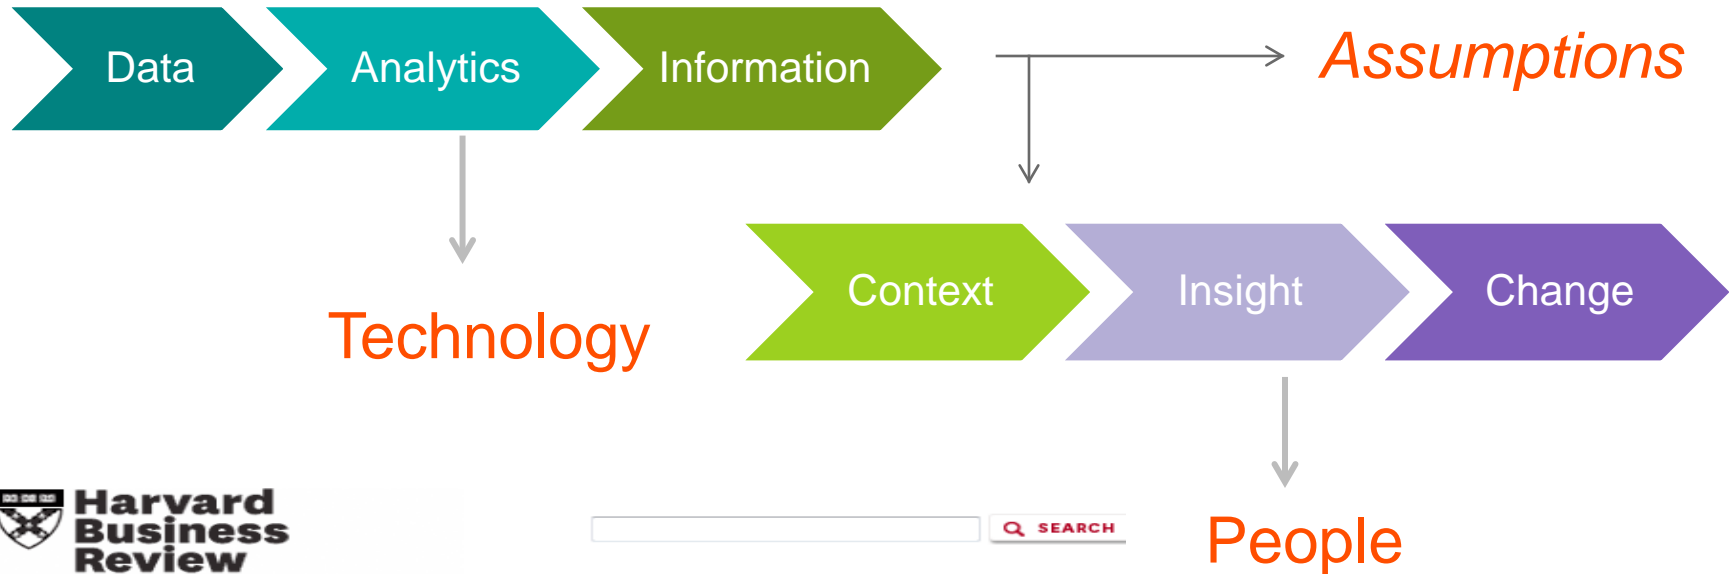 Data
Analytics
Information
Assumptions
Context
Insight
Change
Technology
Harvard
Business
Review
SEARCH
People